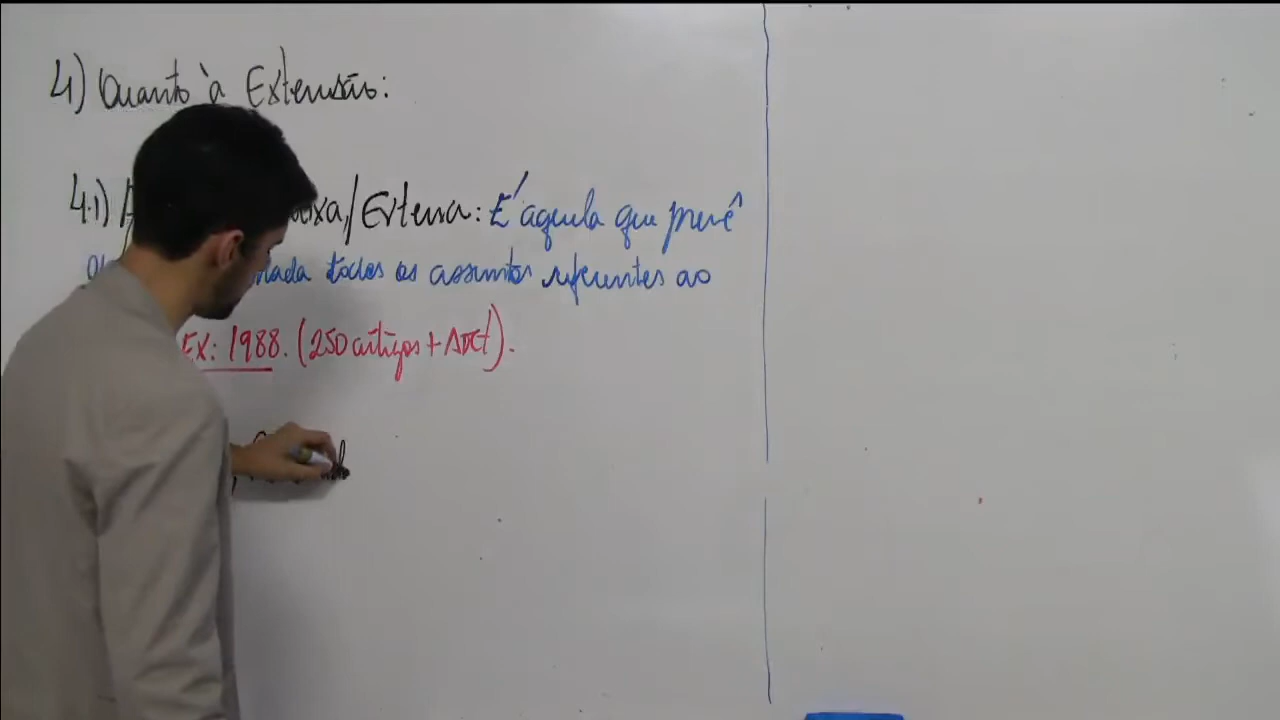 4) Quanto à Extensão:
4.1) /Extensa: É aquela que prevê
todos os assuntos referentes ao
Ex: 1988. (250 artigos + ADCT).